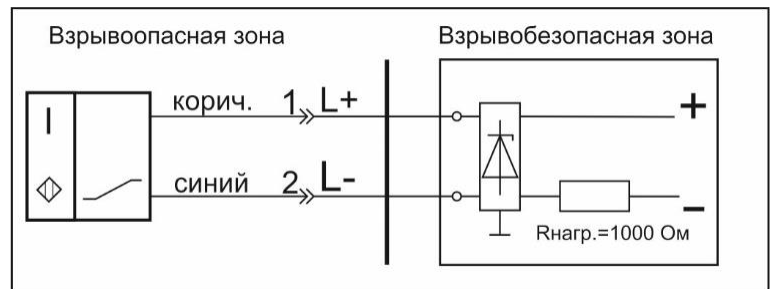 Взрывоопасная зона
Взрывобезопасная зона
I
корич. 1 L+
+
синий 2 L-
–
Rнагр.=1000 Ом